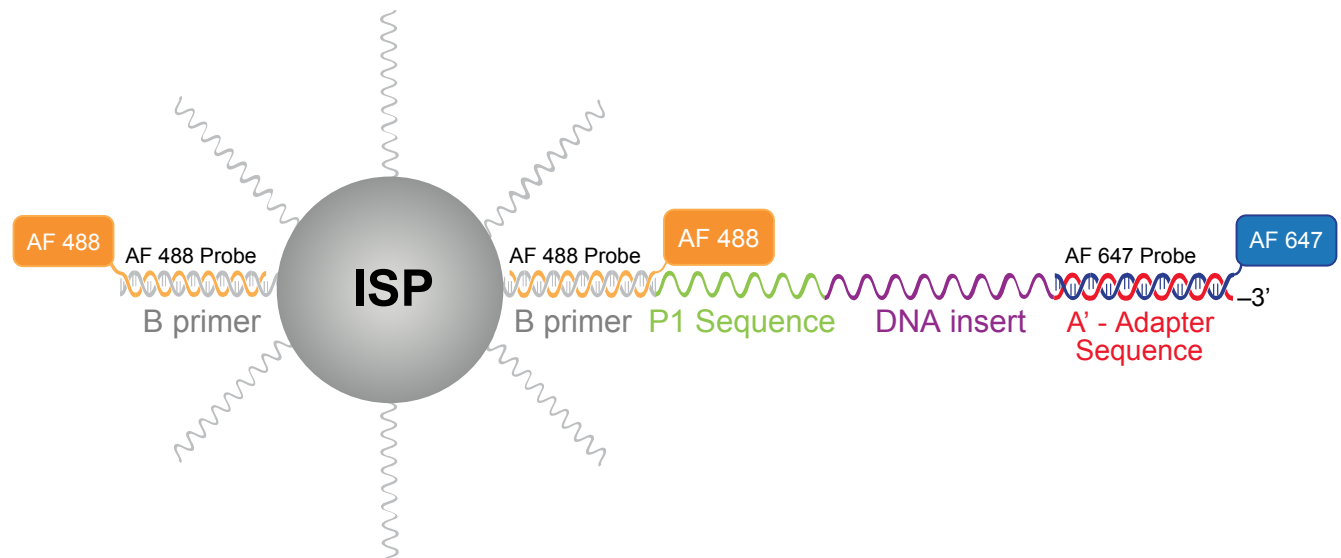 AF 488
AF 488 Probe
B primer
ISP
AF 488 Probe
B primer
AF 488
P1 Sequence
DNA insert
AF 647 Probe
A' - Adapter
Sequence
AF 647
–3’